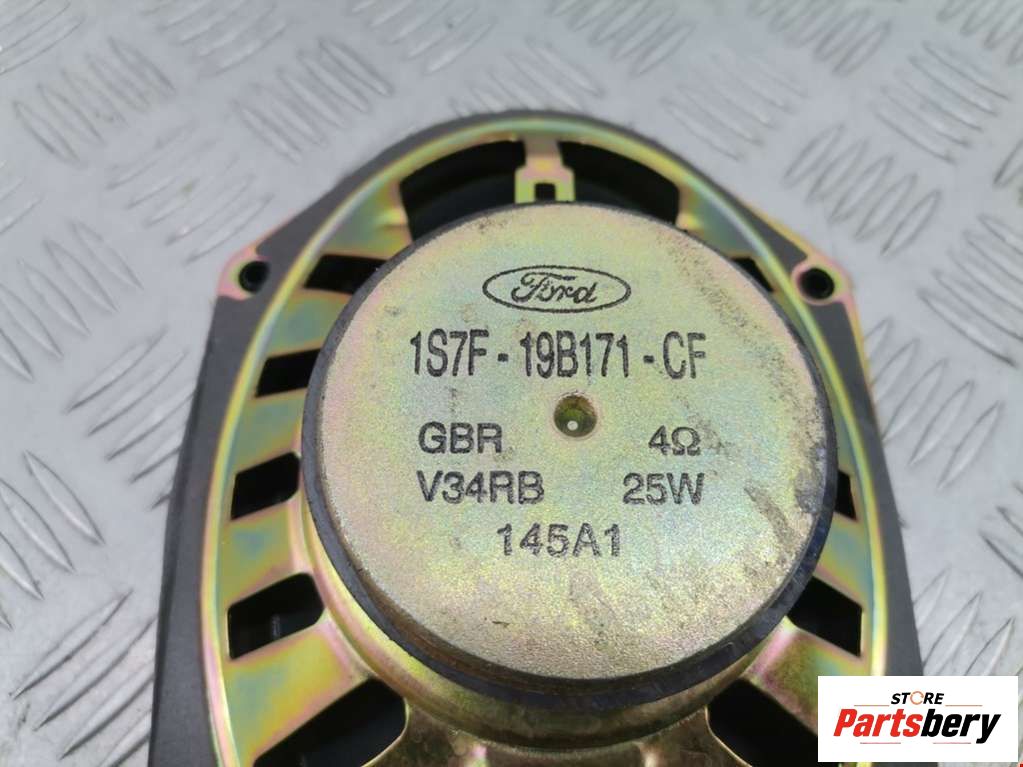 Ford
1S7F - 19B171 - CF
GBR 4Ω
V34RB 25W
145A1
STORE
Partsbery